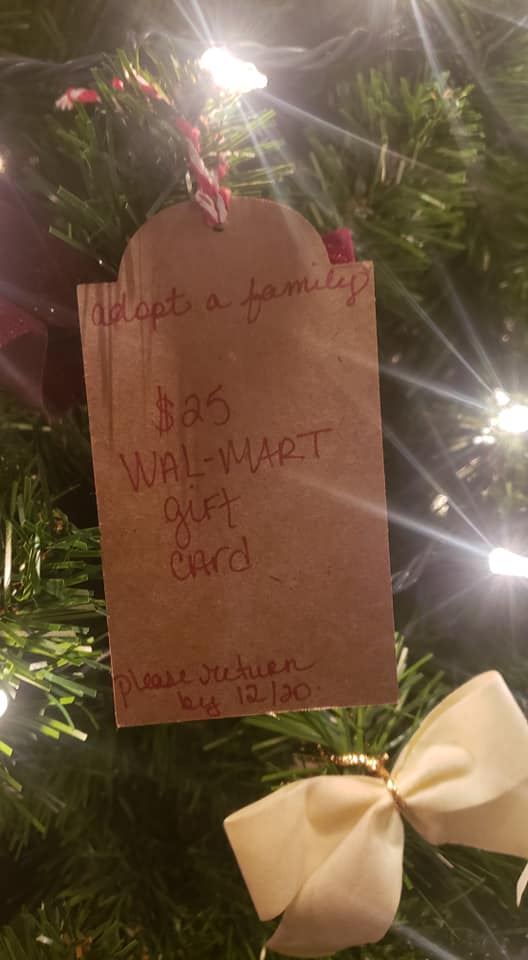 adopt a family
$25
WAL-MART
gift
card
please return
by 12/20.